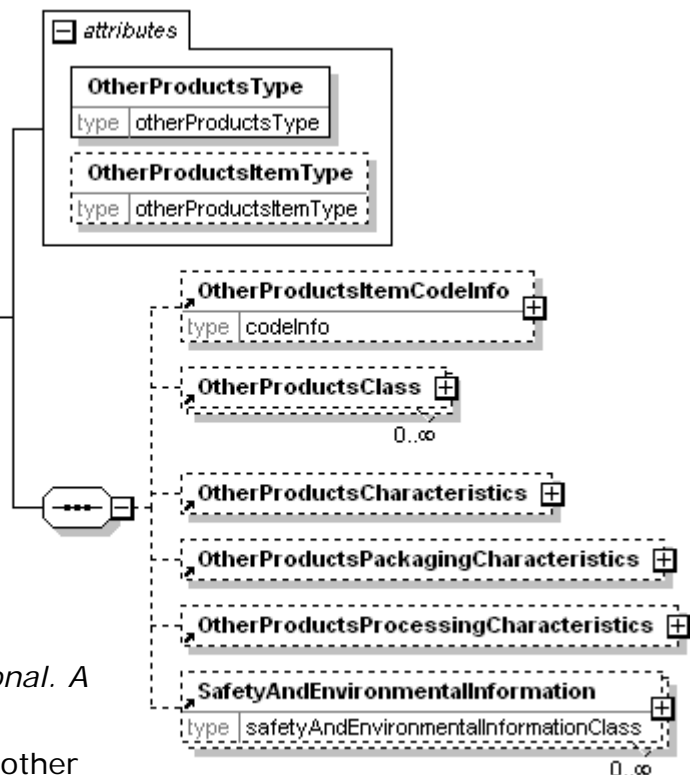 attributes
OtherProductsType
type otherProductsType
OtherProductsItemType
type otherProductsItemType
OtherProductsItemCodeInfo
type codeInfo
OtherProductsClass
0..∞
OtherProductsCharacteristics
OtherProductsPackagingCharacteristics
OtherProductsProcessingCharacteristics
onal. A
SafetyAndEnvironmentalInformation
type safetyAndEnvironmentalInformationClass
other
0..∞